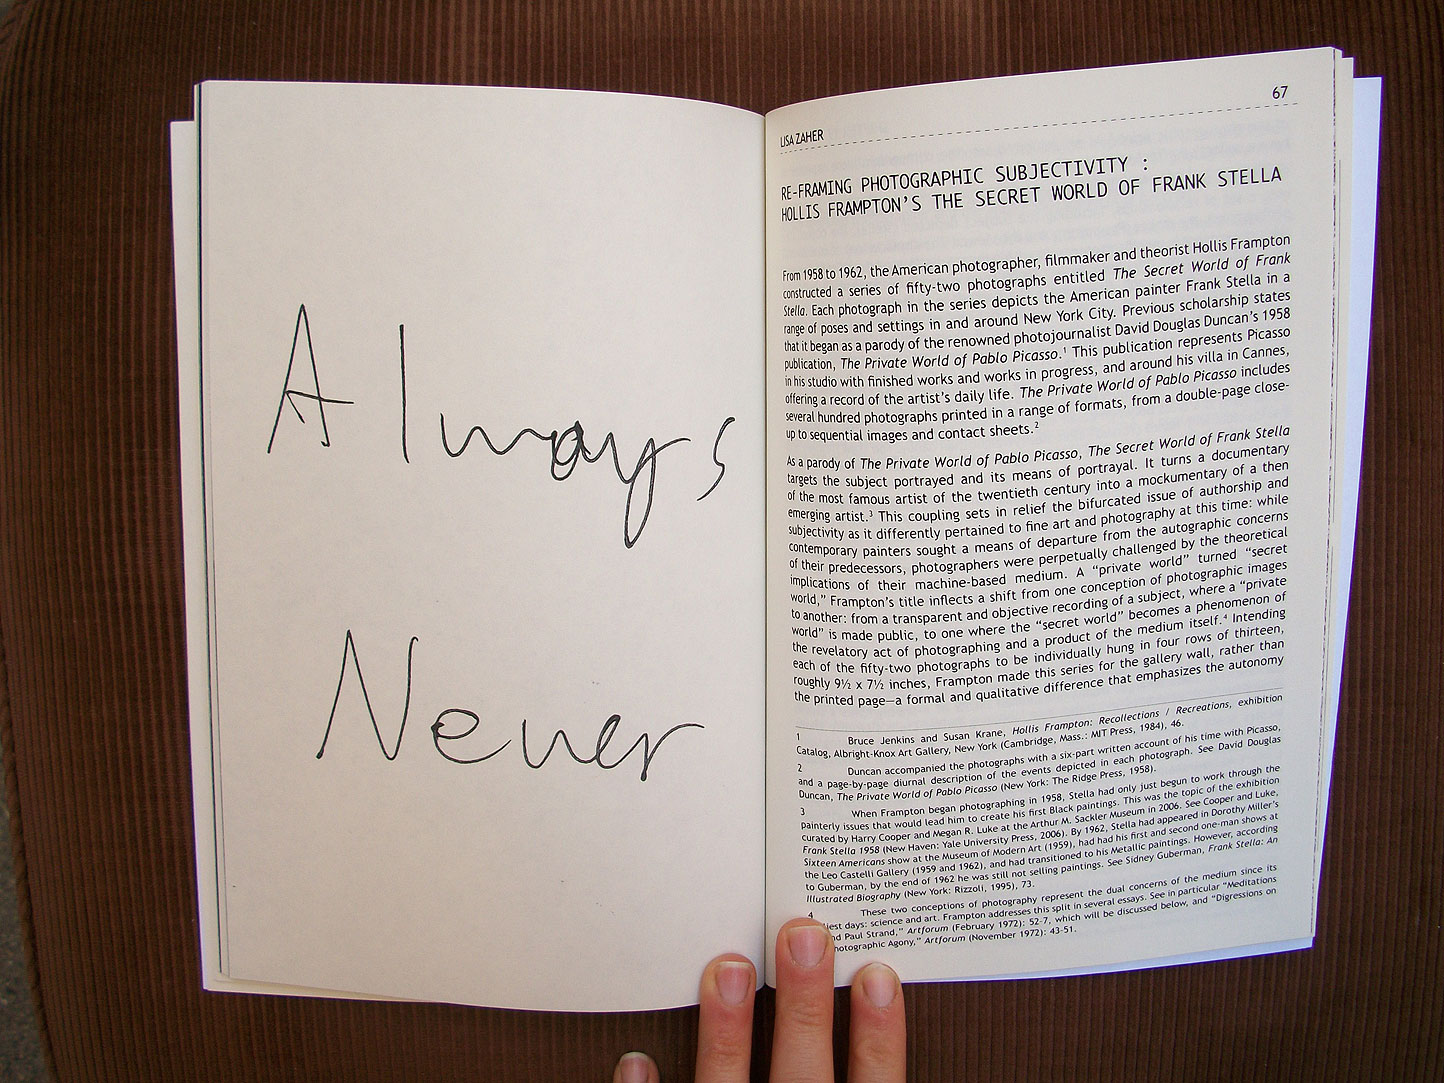 Always
Never
67
LISA ZAHER
RE-FRAMING PHOTOGRAPHIC SUBJECTIVITY :
HOLLIS FRAMPTON'S THE SECRET WORLD OF FRANK STELLA
From 1958 to 1962, the American photographer, filmmaker and theorist Hollis Frampton
constructed a series of fifty-two photographs entitled The Secret World of Frank
Stella. Each photograph in the series depicts the American painter Frank Stella in a
range of poses and settings in and around New York City. Previous scholarship states
that it began as a parody of the renowned photojournalist David Douglas Duncan's 1958
publication, The Private World of Pablo Picasso.¹ This publication represents Picasso
in his studio with finished works and works in progress, and around his villa in Cannes,
offering a record of the artist's daily life. The Private World of Pablo Picasso includes
several hundred photographs printed in a range of formats, from a double-page close-
up to sequential images and contact sheets.²
As a parody of The Private World of Pablo Picasso, The Secret World of Frank Stella
targets the subject portrayed and its means of portrayal. It turns a documentary
of the most famous artist of the twentieth century into a mockumentary of a then
emerging artist.³ This coupling sets in relief the bifurcated issue of authorship and
subjectivity as it differently pertained to fine art and photography at this time: while
contemporary painters sought a means of departure from the autographic concerns
of their predecessors, photographers were perpetually challenged by the theoretical
implications of their machine-based medium. A “private world” turned “secret
world,” Frampton's title inflects a shift from one conception of photographic images
to another: from a transparent and objective recording of a subject, where a “private
world” is made public, to one where the “secret world” becomes a phenomenon of
the revelatory act of photographing and a product of the medium itself.⁴ Intending
each of the fifty-two photographs to be individually hung in four rows of thirteen,
roughly 9½ x 7½ inches, Frampton made this series for the gallery wall, rather than
the printed page—a formal and qualitative difference that emphasizes the autonomy
1 Bruce Jenkins and Susan Krane, Hollis Frampton: Recollections / Recreations, exhibition
Catalog, Albright-Knox Art Gallery, New York (Cambridge, Mass.: MIT Press, 1984), 46.
2 Duncan accompanied the photographs with a six-part written account of his time with Picasso,
and a page-by-page diurnal description of the events depicted in each photograph. See David Douglas
Duncan, The Private World of Pablo Picasso (New York: The Ridge Press, 1958).
3 When Frampton began photographing in 1958, Stella had only just begun to work through the
painterly issues that would lead him to create his first Black paintings. This was the topic of the exhibition
curated by Harry Cooper and Megan R. Luke at the Arthur M. Sackler Museum in 2006. See Cooper and Luke,
Frank Stella 1958 (New Haven: Yale University Press, 2006). By 1962, Stella had appeared in Dorothy Miller's
Sixteen Americans show at the Museum of Modern Art (1959), had had his first and second one-man shows at
the Leo Castelli Gallery (1959 and 1962), and had transitioned to his Metallic paintings. However, according
to Guberman, by the end of 1962 he was still not selling paintings. See Sidney Guberman, Frank Stella: An
Illustrated Biography (New York: Rizzoli, 1995), 73.
4 These two conceptions of photography represent the dual concerns of the medium since its
liest days: science and art. Frampton addresses this split in several essays. See in particular “Meditations
nd Paul Strand,” Artforum (February 1972): 52-7, which will be discussed below, and “Digressions on
hotographic Agony,” Artforum (November 1972): 43-51.